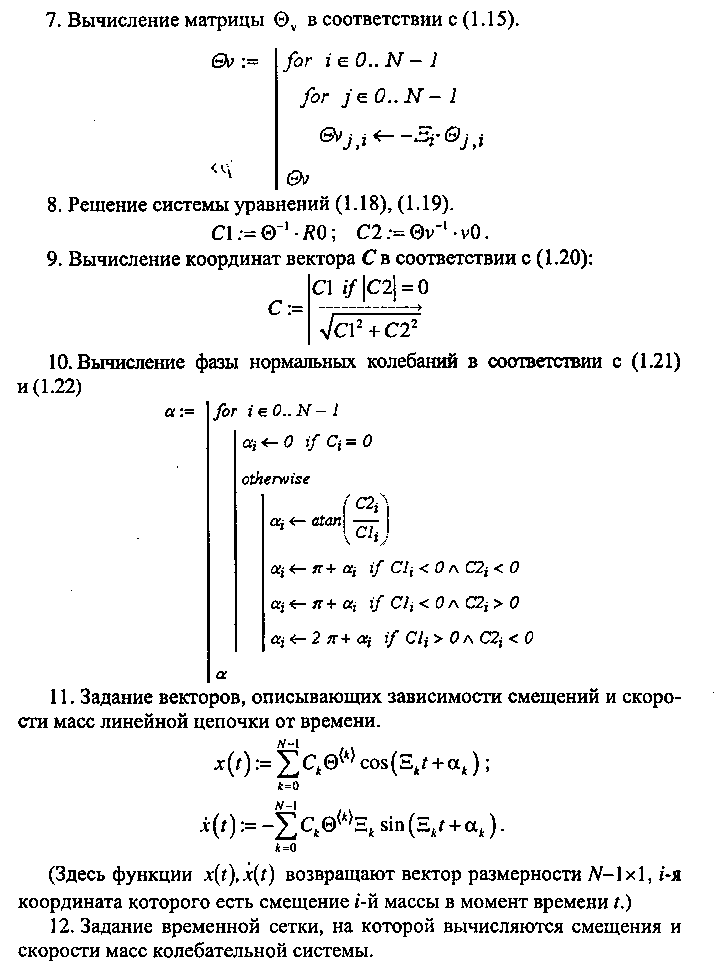 7. Вычисление матрицы Θᵥ в соответствии с (1.15).
Θv := | for i ∈ 0.. N – 1
for j ∈ 0.. N – 1
Θv j,i ← –Ξi·Θ j,i
Θv
8. Решение системы уравнений (1.18), (1.19).
C1 := Θ⁻¹ · R0 ; C2 := Θv⁻¹ · v0 .
9. Вычисление координат вектора C в соответствии с (1.20):
C := | C1 if |C2| = 0
√(C1² + C2²)
10. Вычисление фазы нормальных колебаний в соответствии с (1.21)
и (1.22)
α := | for i ∈ 0.. N – 1
αi ← 0 if Ci = 0
otherwise
αi ← atan(C2i / C1i)
αi ← π + αi if C1i < 0 ∧ C2i < 0
αi ← π + αi if C1i < 0 ∧ C2i > 0
αi ← 2 π + αi if C1i > 0 ∧ C2i < 0
α
11. Задание векторов, описывающих зависимости смещений и скоро-
сти масс линейной цепочки от времени.
x(t) := ∑ k=0 N–1 CkΘ⟨k⟩ cos(Ξkt + αk) ;
ẋ(t) := –∑ k=0 N–1 CkΘ⟨k⟩Ξk sin(Ξkt + αk) .
(Здесь функции x(t), ẋ(t) возвращают вектор размерности N–1×1, i-я
координата которого есть смещение i-й массы в момент времени t.)
12. Задание временной сетки, на которой вычисляются смещения и
скорости масс колебательной системы.